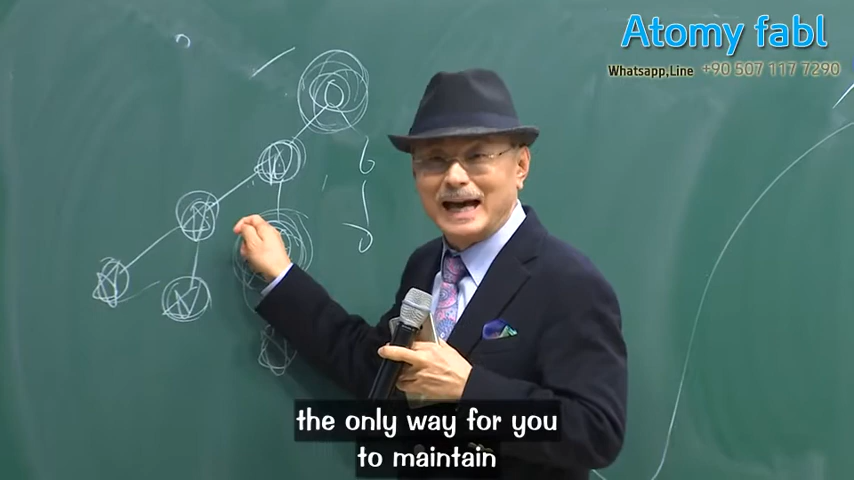 Atomy fabl
Whatsapp,Line +90 507 117 7290
the only way for you
to maintain